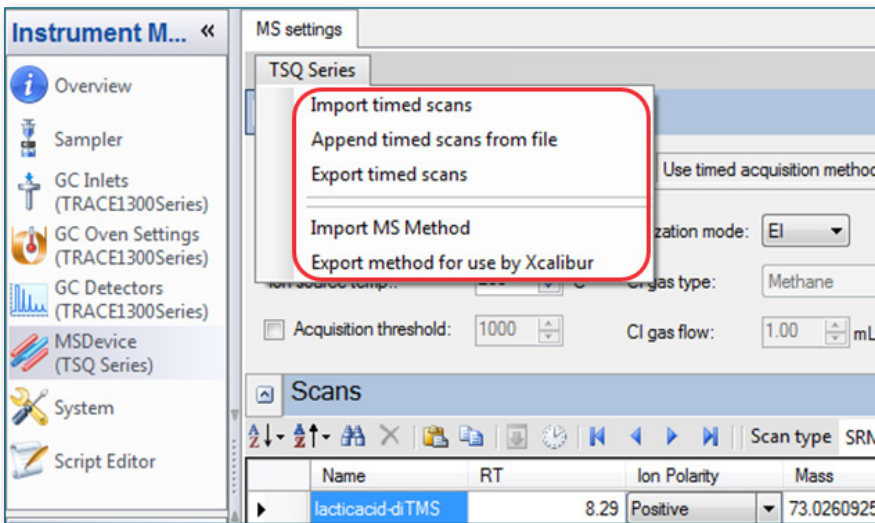 Instrument M... «
Overview
Sampler
GC Inlets
(TRACE1300Series)
GC Oven Settings
(TRACE1300Series)
GC Detectors
(TRACE1300Series)
MSDevice
(TSQ Series)
System
Script Editor
MS settings
TSQ Series
Import timed scans
Append timed scans from file
Export timed scans
Import MS Method
Export method for use by Xcalibur
Use timed acquisition method
zation mode: EI
CI gas type: Methane
Acquisition threshold: 1000
CI gas flow: 1.00 mL
Scans
Scan type SRM
Name RT Ion Polarity Mass
lacticacid-diTMS 8.29 Positive 73.0260925